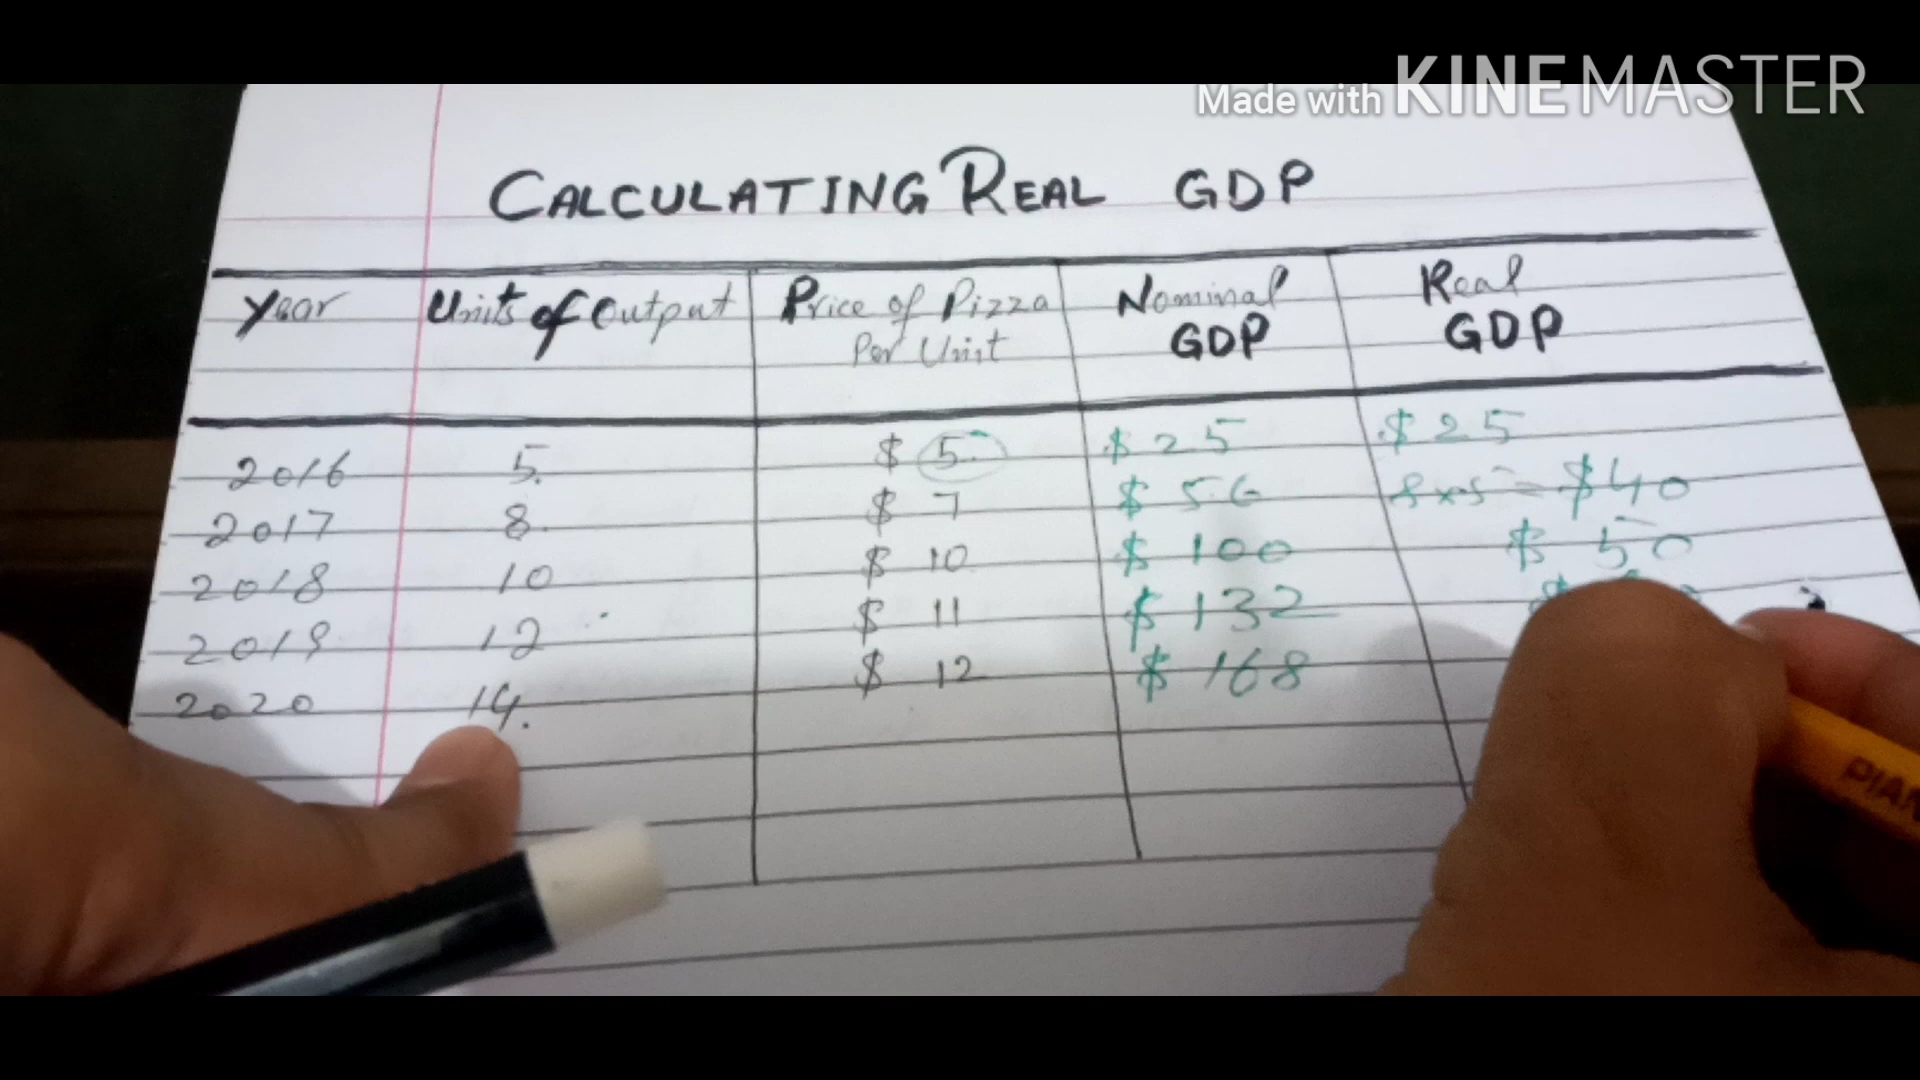 Made with KINEMASTER
CALCULATING REAL GDP
Year Units of Output Price of Pizza Per Unit Nominal GDP Real GDP
2016 5. $ 5 $ 25 $ 25
2017 8. $ 7 $ 56 8x5 = $40
2018 10 $ 10 $ 100 $ 50
2019 12 $ 11 $ 132 $
2020 14. $ 12 $ 168